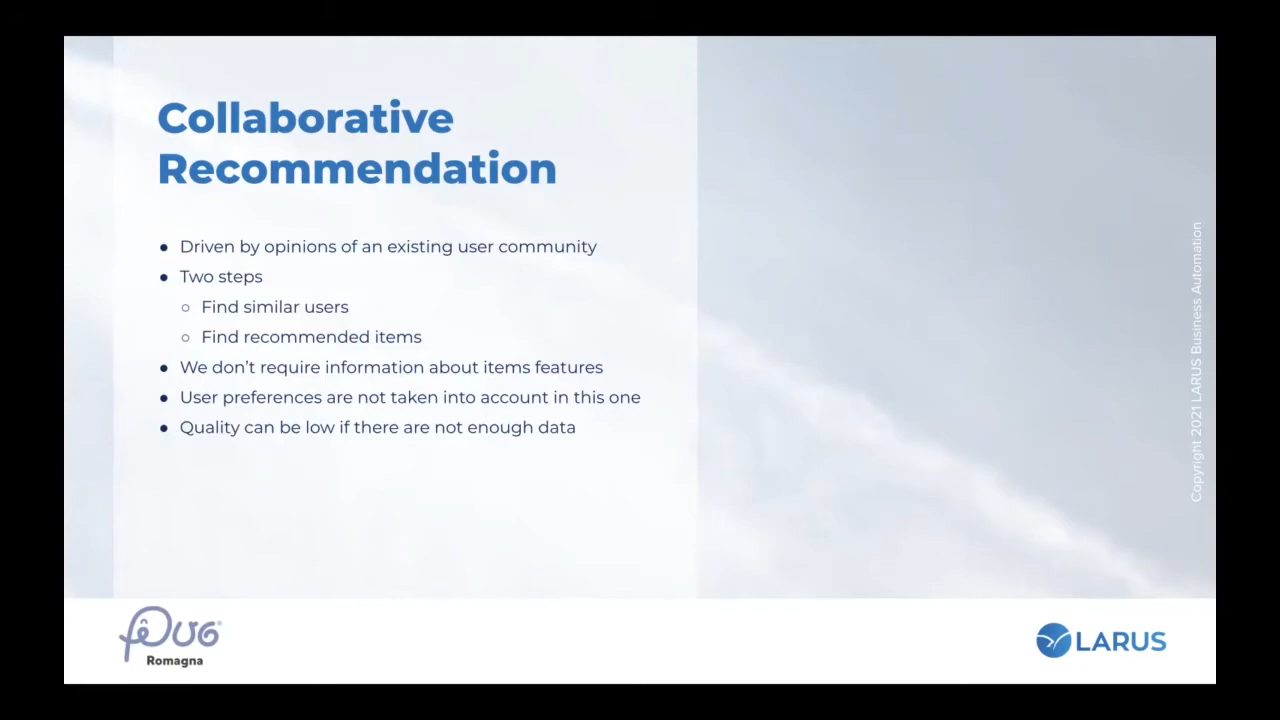 Collaborative
Recommendation
● Driven by opinions of an existing user community
● Two steps
○ Find similar users
○ Find recommended items
● We don’t require information about items features
● User preferences are not taken into account in this one
● Quality can be low if there are not enough data
Copyright 2021 LARUS Business Automation
PUG
Romagna
LARUS